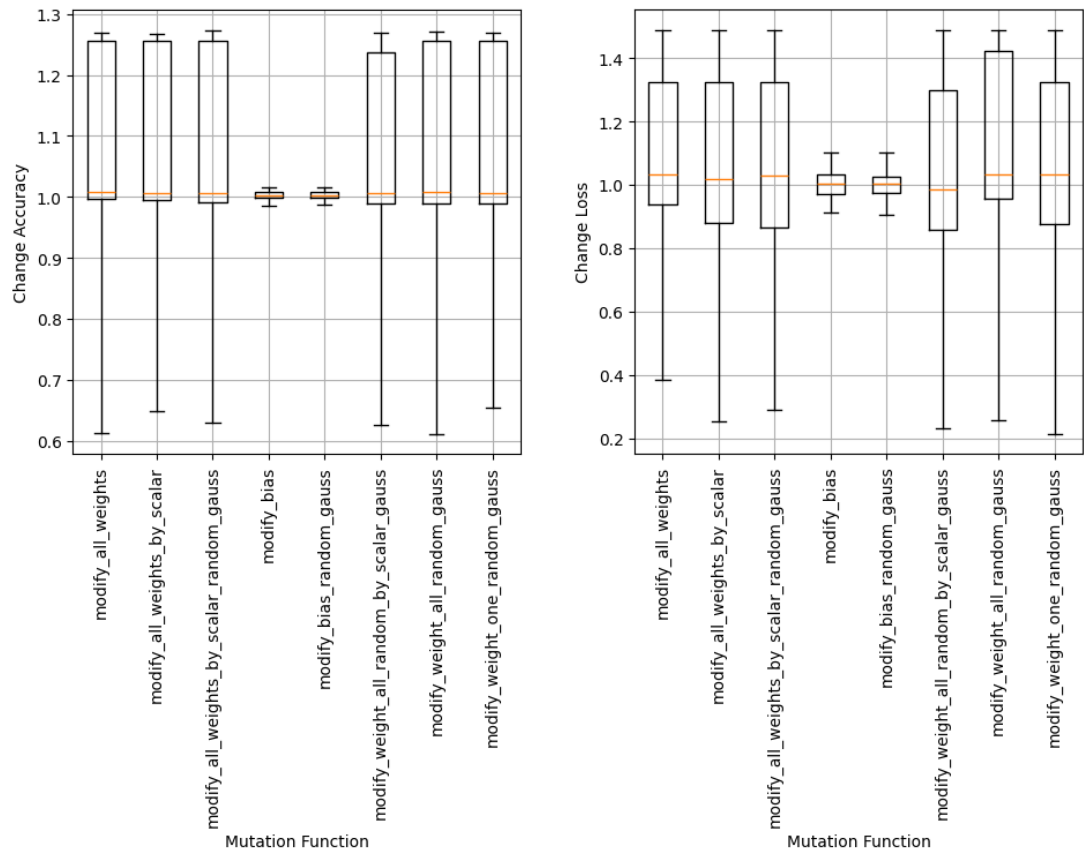 1.3
1.2
1.1
1.0
0.9
0.8
0.7
0.6
Change Accuracy
modify_all_weights
modify_all_weights_by_scalar
modify_all_weights_by_scalar_random_gauss
modify_bias
modify_bias_random_gauss
modify_weight_all_random_by_scalar_gauss
modify_weight_all_random_gauss
modify_weight_one_random_gauss
Mutation Function
1.4
1.2
1.0
0.8
0.6
0.4
0.2
Change Loss
modify_all_weights
modify_all_weights_by_scalar
modify_all_weights_by_scalar_random_gauss
modify_bias
modify_bias_random_gauss
modify_weight_all_random_by_scalar_gauss
modify_weight_all_random_gauss
modify_weight_one_random_gauss
Mutation Function